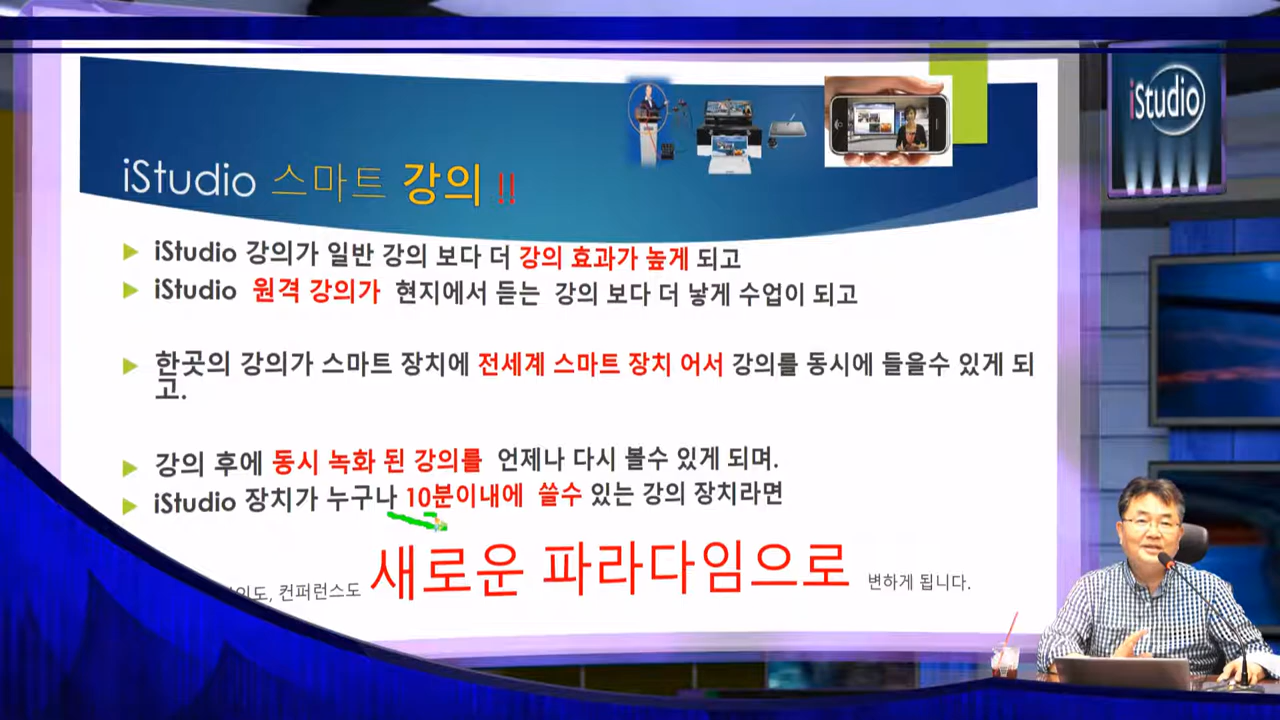 iStudio
iStudio 스마트 강의 !!
iStudio 강의가 일반 강의 보다 더 강의 효과가 높게 되고
iStudio 원격 강의가 현지에서 듣는 강의 보다 더 낳게 수업이 되고
한곳의 강의가 스마트 장치에 전세계 스마트 장치 어서 강의를 동시에 들을수 있게 되
고.
강의 후에 동시 녹화 된 강의를 언제나 다시 볼수 있게 되며.
iStudio 장치가 누구나 10분이내에 쓸수 있는 강의 장치라면
컨퍼런스도 새로운 파라다임으로 변하게 됩니다.